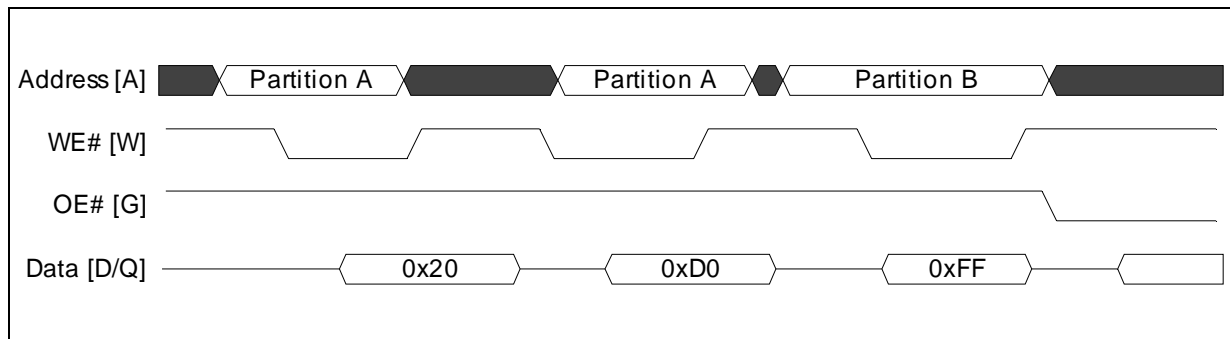 Address [A] Partition A Partition A Partition B
WE# [W]
OE# [G]
Data [D/Q] 0x20 0xD0 0xFF